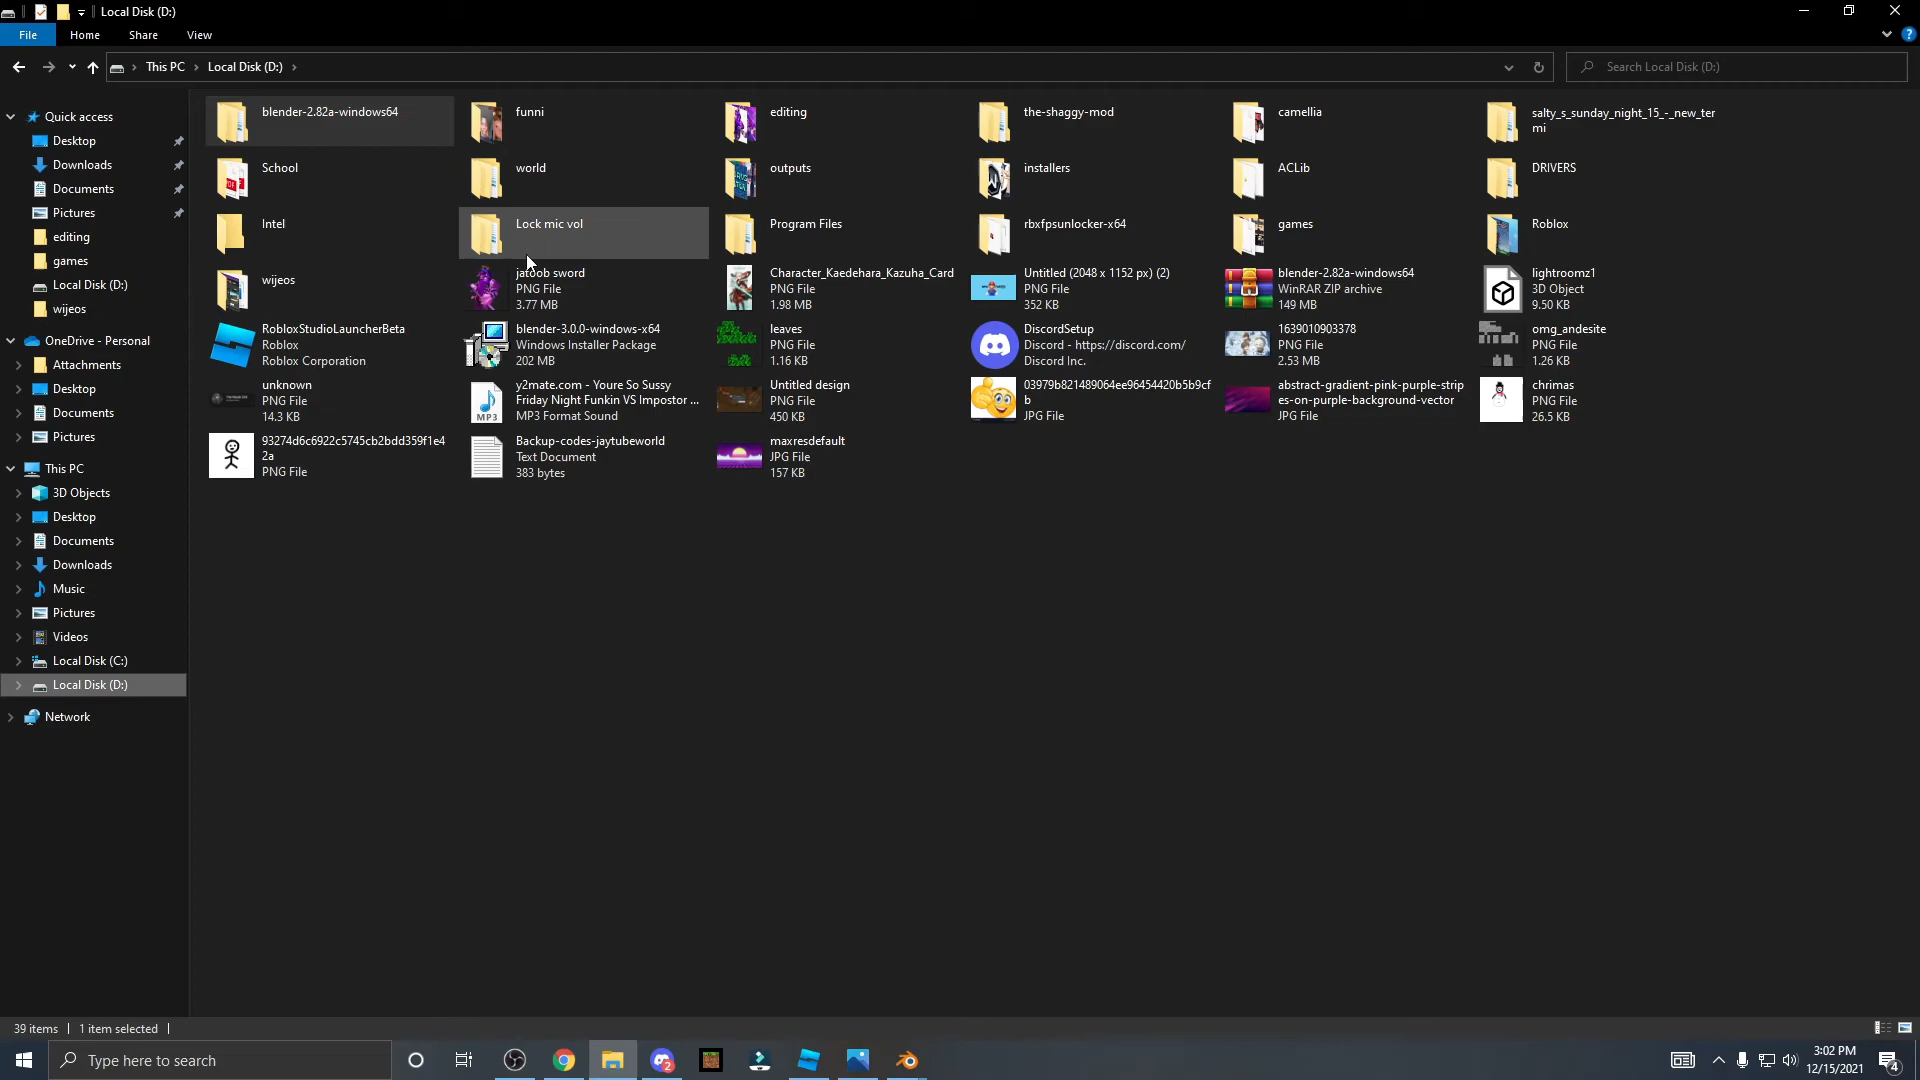 Local Disk (D:)
File
Home
Share
View
This PC
Local Disk (D:)
Search Local Disk (D:)
Quick access
Desktop
Downloads
Documents
Pictures
editing
games
Local Disk (D:)
wijeos
OneDrive - Personal
Attachments
Desktop
Documents
Pictures
This PC
3D Objects
Desktop
Documents
Downloads
Music
Pictures
Videos
Local Disk (C:)
Local Disk (D:)
Network
blender-2.82a-windows64
funni
editing
the-shaggy-mod
camellia
salty_s_sunday_night_15_-_new_ter
mi
School
world
outputs
installers
ACLib
DRIVERS
Intel
Lock mic vol
Program Files
rbxfpsunlocker-x64
games
Roblox
wijeos
jaboob sword
PNG File
3.77 MB
Character_Kaedehara_Kazuha_Card
PNG File
1.98 MB
Untitled (2048 x 1152 px) (2)
PNG File
352 KB
blender-2.82a-windows64
WinRAR ZIP archive
149 MB
lightroomz1
3D Object
9.50 KB
RobloxStudioLauncherBeta
Roblox
Roblox Corporation
blender-3.0.0-windows-x64
Windows Installer Package
202 MB
leaves
PNG File
1.16 KB
DiscordSetup
Discord - https://discord.com/
Discord Inc.
1639010903378
PNG File
2.53 MB
omg_andesite
PNG File
1.26 KB
unknown
PNG File
14.3 KB
MP3
y2mate.com - Youre So Sussy
Friday Night Funkin VS Impostor ...
MP3 Format Sound
Untitled design
PNG File
450 KB
03979b821489064ee96454420b5b9cf
b
JPG File
abstract-gradient-pink-purple-strip
es-on-purple-background-vector
JPG File
chrimas
PNG File
26.5 KB
93274d6c6922c5745cb2bdd359f1e4
2a
PNG File
Backup-codes-jaytubeworld
Text Document
383 bytes
maxresdefault
JPG File
157 KB
39 items
1 item selected
Type here to search
2
3:02 PM
12/15/2021
4